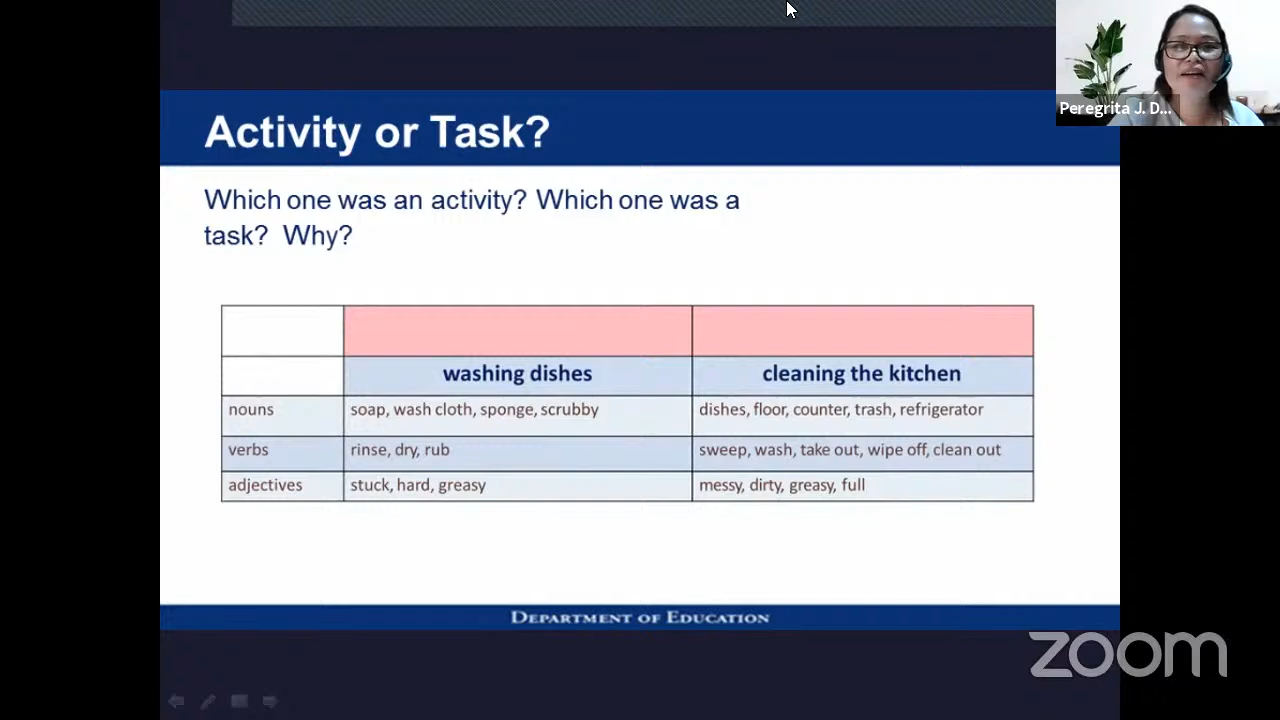 Peregrita J. D...
Activity or Task?
Which one was an activity? Which one was a
task? Why?
washing dishes cleaning the kitchen
nouns soap, wash cloth, sponge, scrubby dishes, floor, counter, trash, refrigerator
verbs rinse, dry, rub sweep, wash, take out, wipe off, clean out
adjectives stuck, hard, greasy messy, dirty, greasy, full
DEPARTMENT OF EDUCATION
zoom